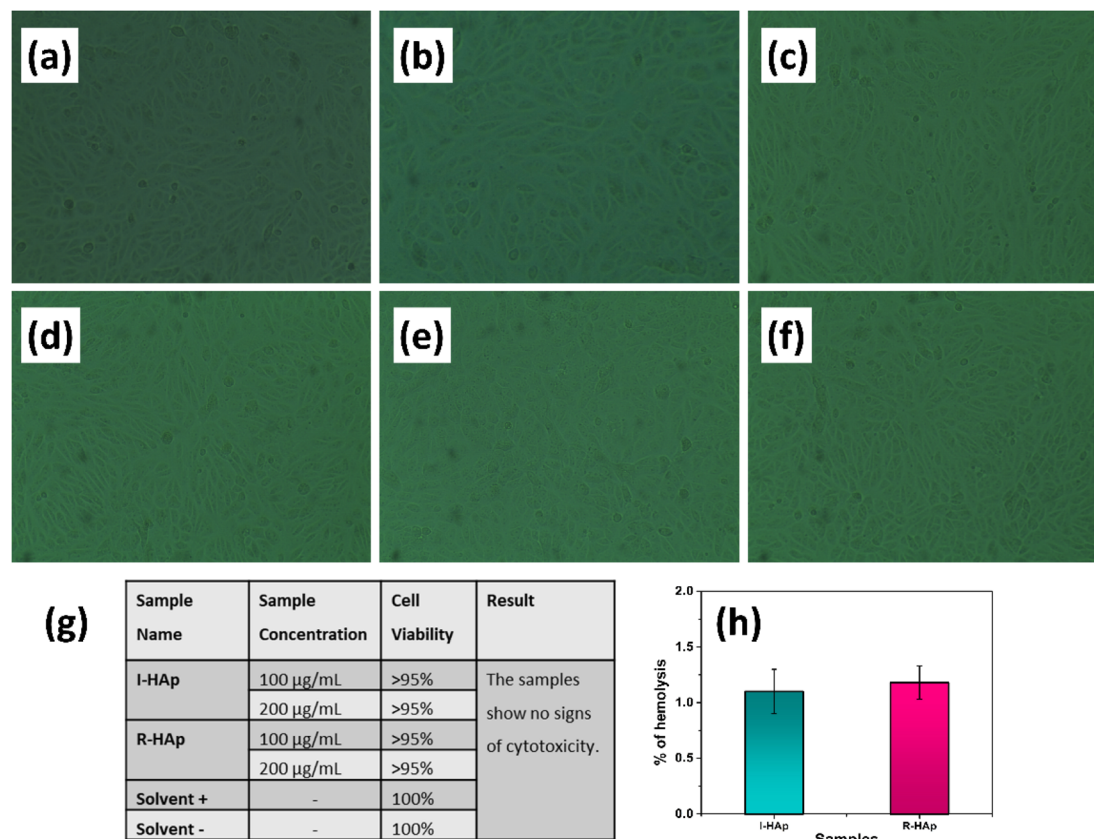 (a)
(b)
(c)
(d)
(e)
(f)
(g)
Sample Name
Sample Concentration
Cell Viability
Result
I-HAp
100 µg/mL
>95%
The samples show no signs of cytotoxicity.
200 µg/mL
>95%
R-HAp
100 µg/mL
>95%
200 µg/mL
>95%
Solvent +
-
100%
Solvent -
-
100%
(h)
% of hemolysis
2.0
1.5
1.0
0.5
0.0
I-HAp
R-HAp
Samples